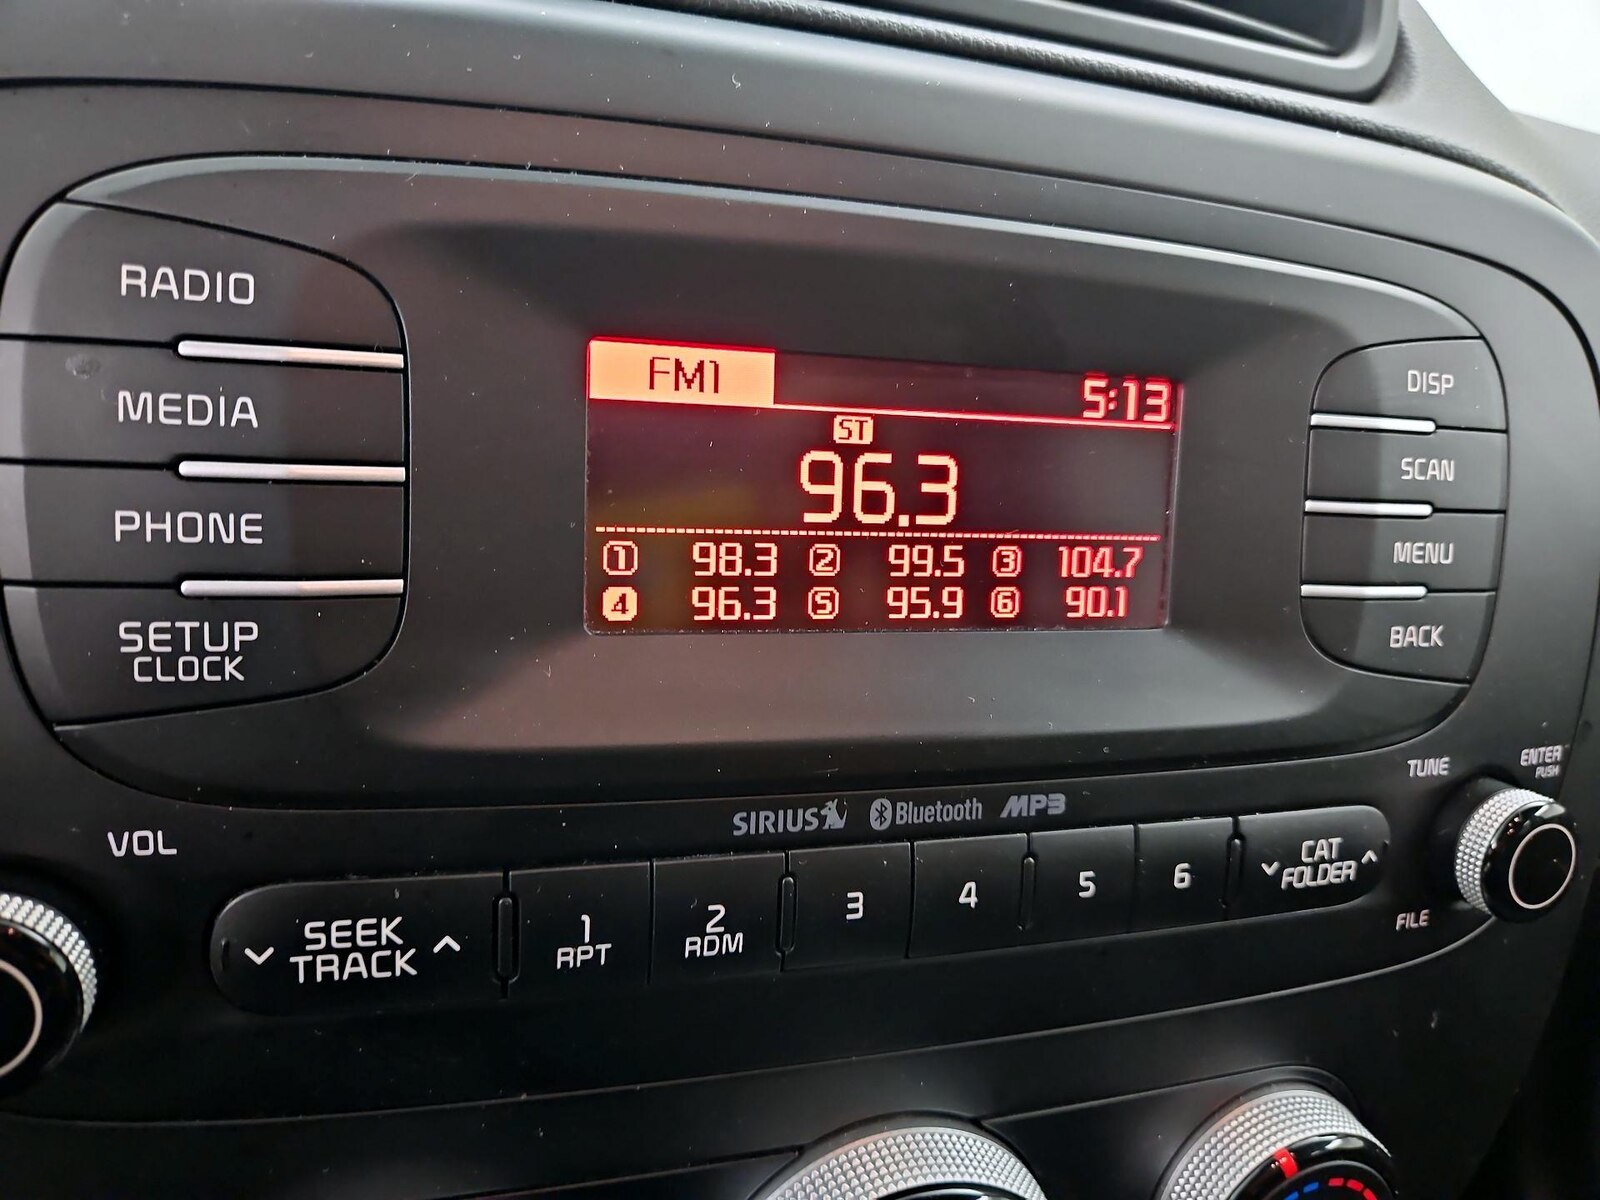 RADIO
MEDIA
PHONE
SETUP
CLOCK
FM1 5:13
ST
96.3
1 98.3 2 99.5 3 104.7
4 96.3 5 95.9 6 90.1
DISP
SCAN
MENU
BACK
TUNE
ENTER
PUSH
FILE
VOL
SIRIUS Bluetooth MP3
SEEK
TRACK
1
RPT
2
RDM
3
4
5
6
CAT
FOLDER